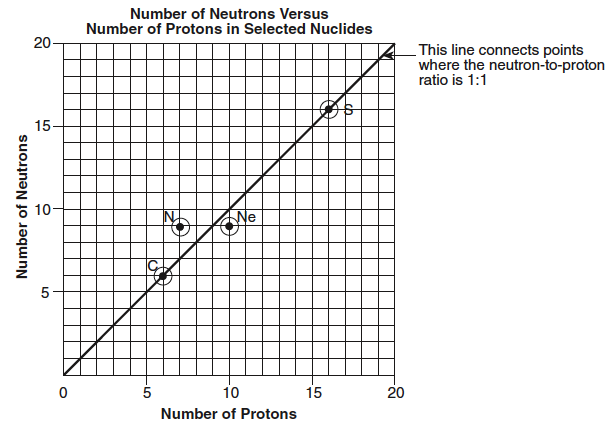 Number of Neutrons Versus
Number of Protons in Selected Nuclides
This line connects points
where the neutron-to-proton
ratio is 1:1
Number of Neutrons
20
15
10
5
S
N
Ne
C
0
5
10
15
20
Number of Protons